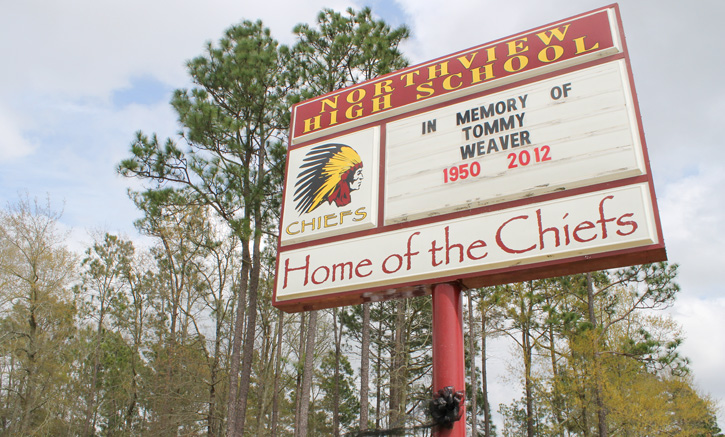 NORTHVIEW
HIGH SCHOOL
IN MEMORY OF
TOMMY
WEAVER
1950 2012
CHIEFS
Home of the Chiefs